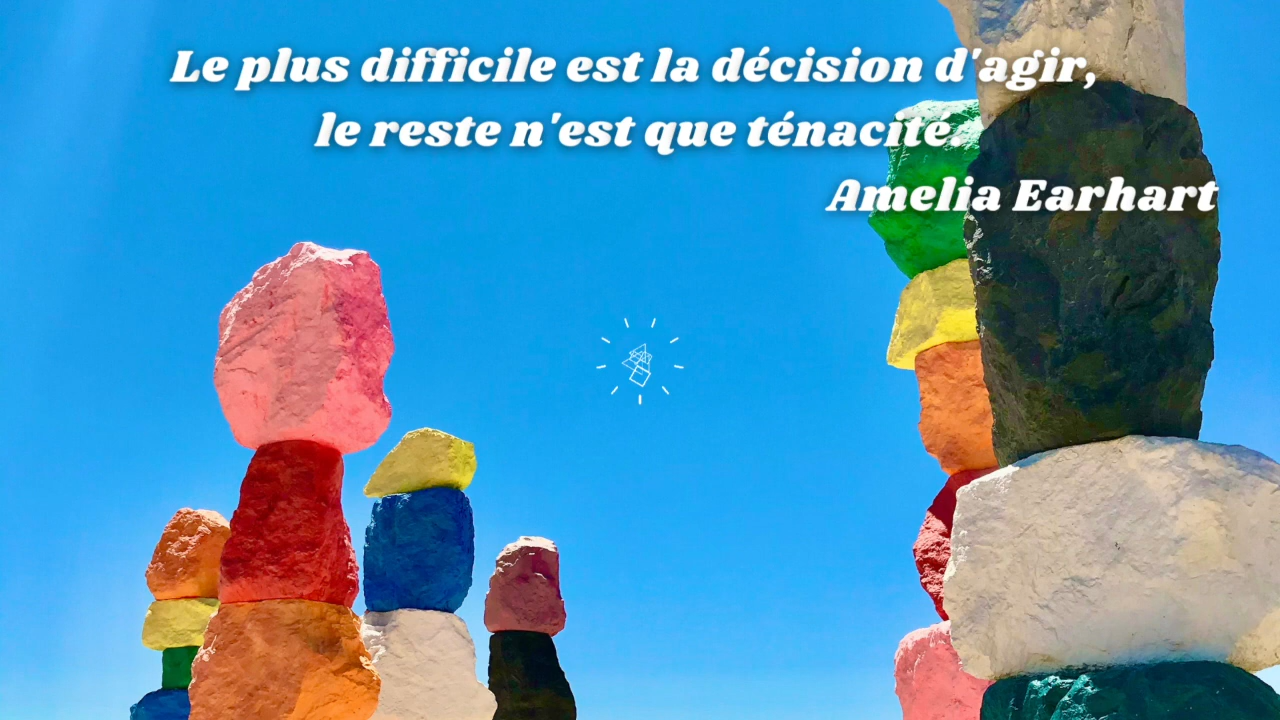 Le plus difficile est la décision d'agir,
le reste n'est que ténacité.
Amelia Earhart